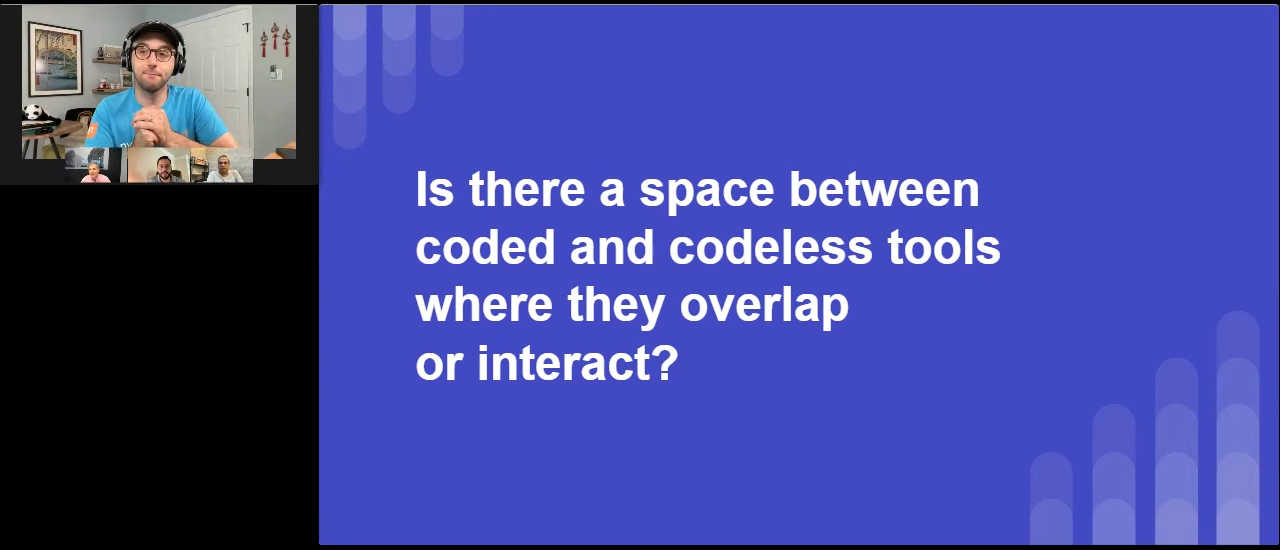 Is there a space between
coded and codeless tools
where they overlap
or interact?